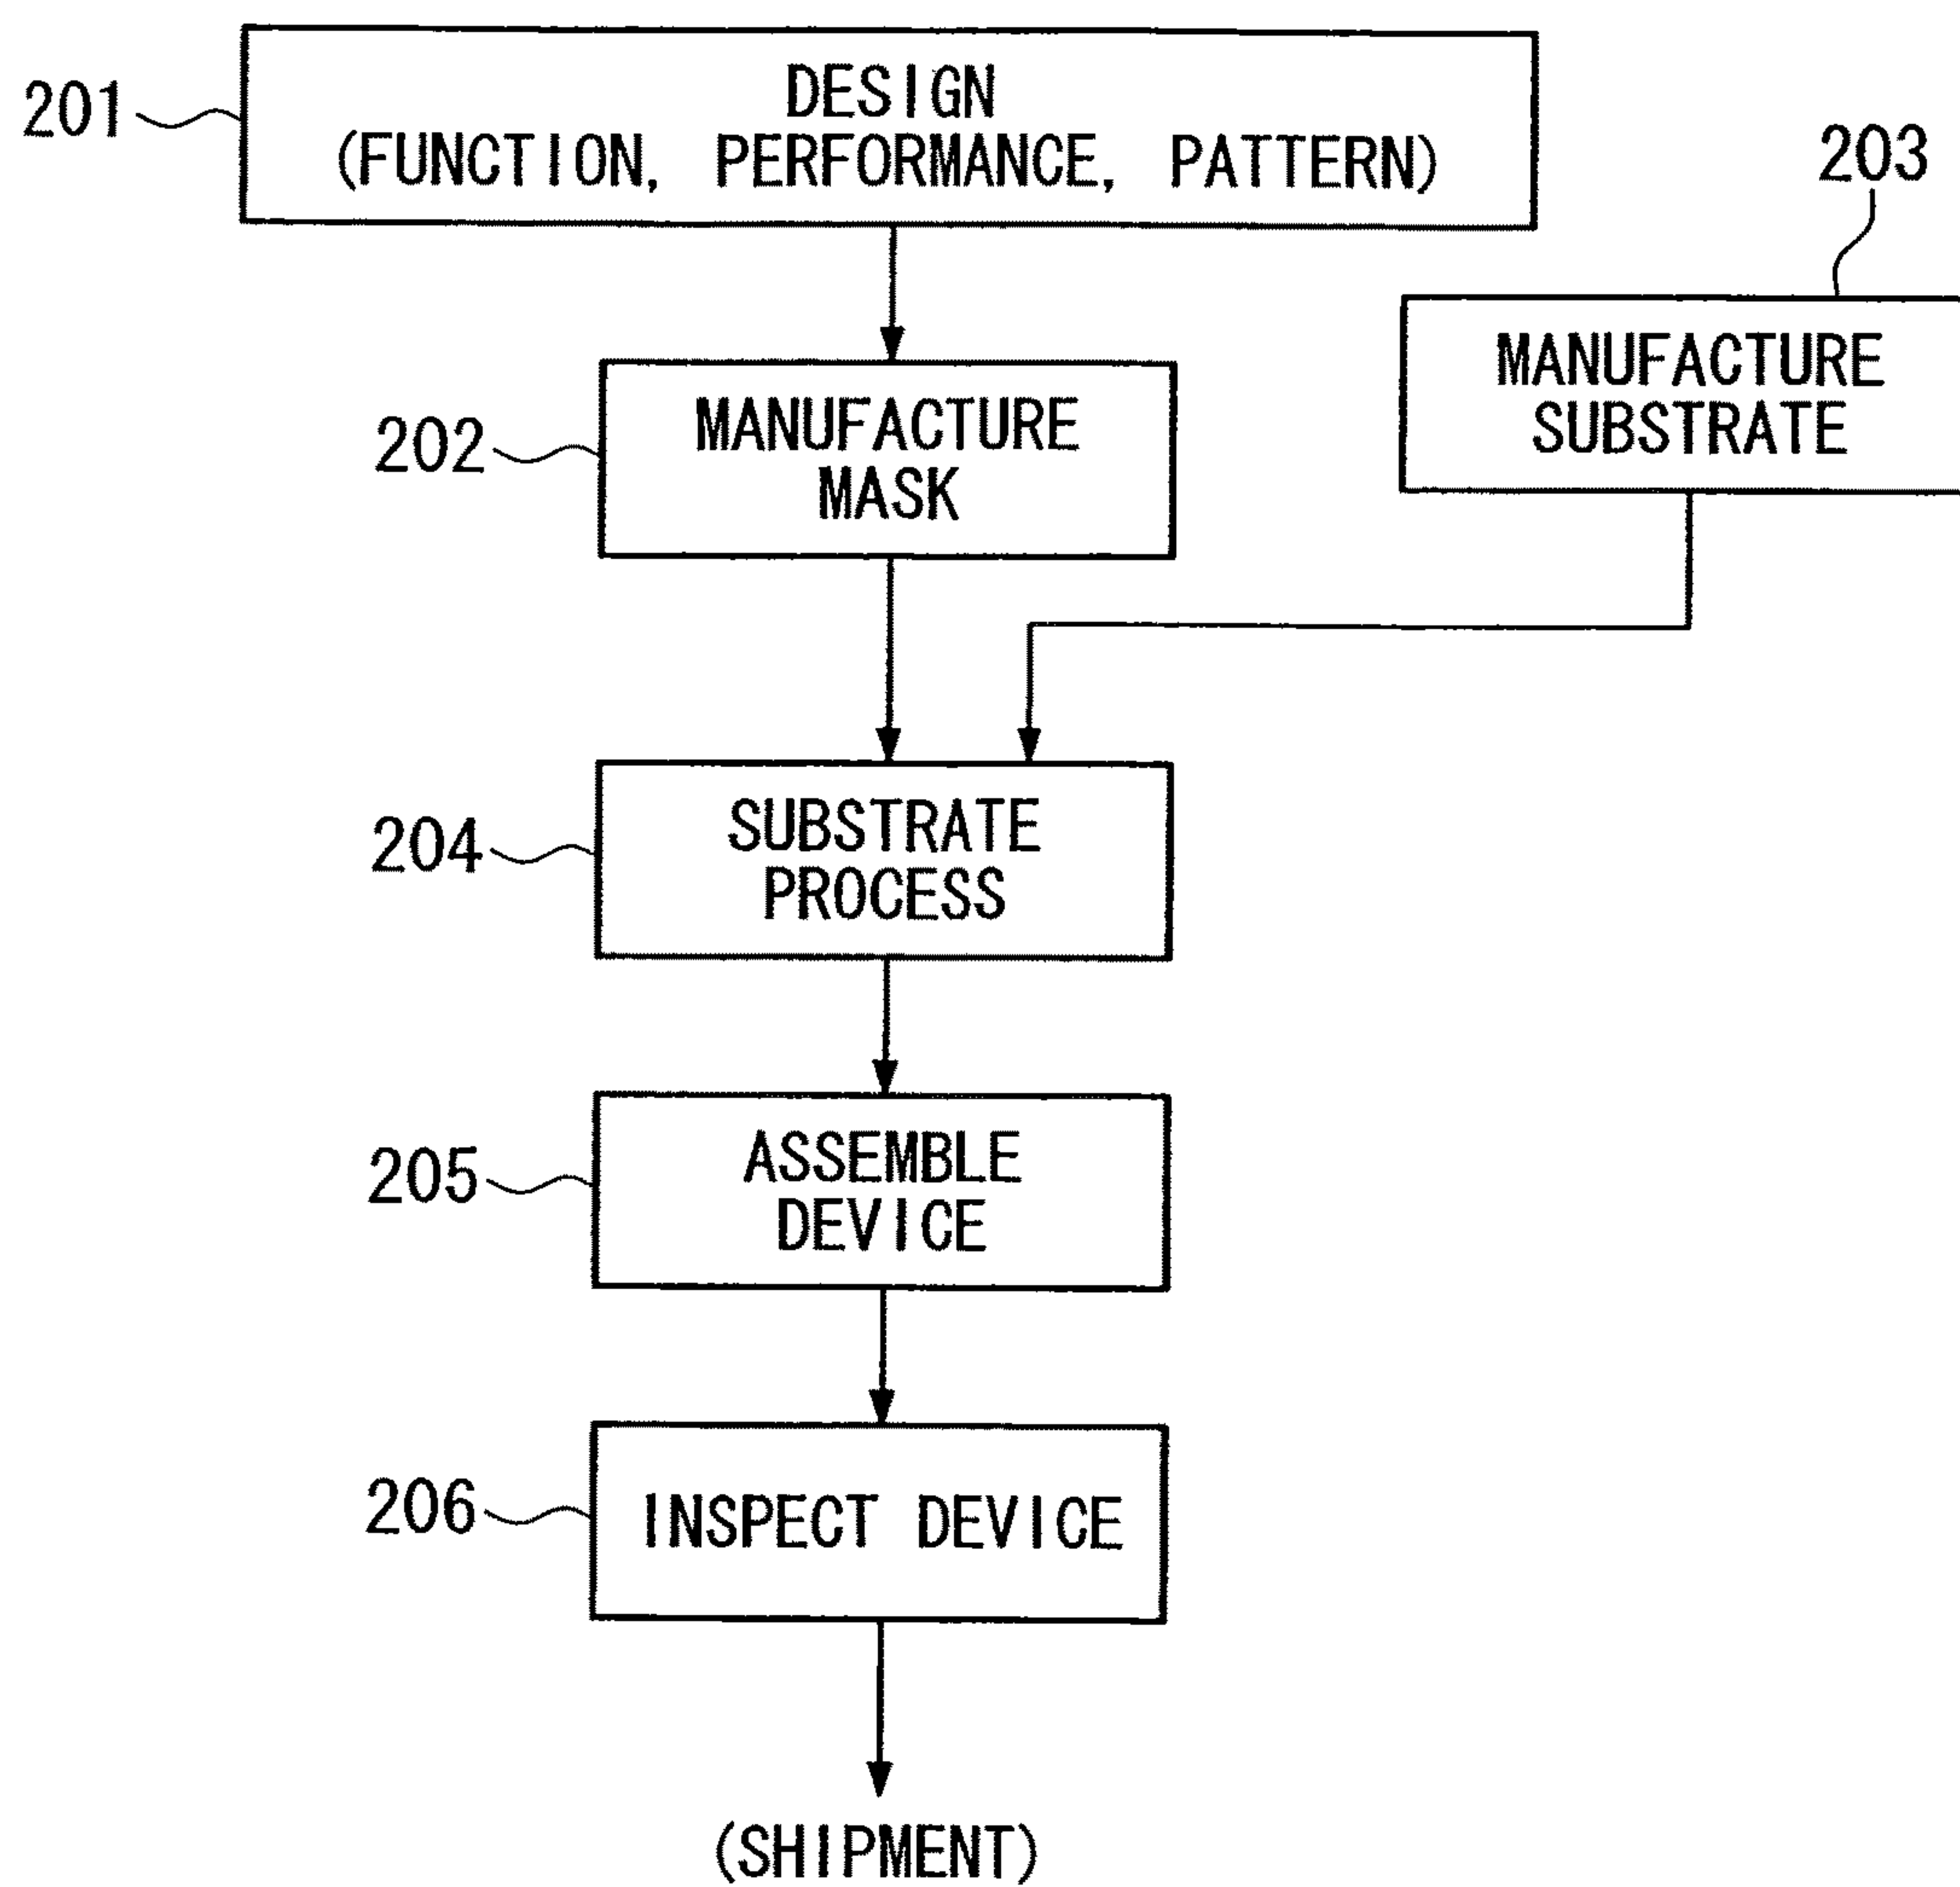 DESIGN
(FUNCTION, PERFORMANCE, PATTERN)
201
203
MANUFACTURE
SUBSTRATE
202
MANUFACTURE
MASK
204
SUBSTRATE
PROCESS
205
ASSEMBLE
DEVICE
206
INSPECT DEVICE
(SHIPMENT)